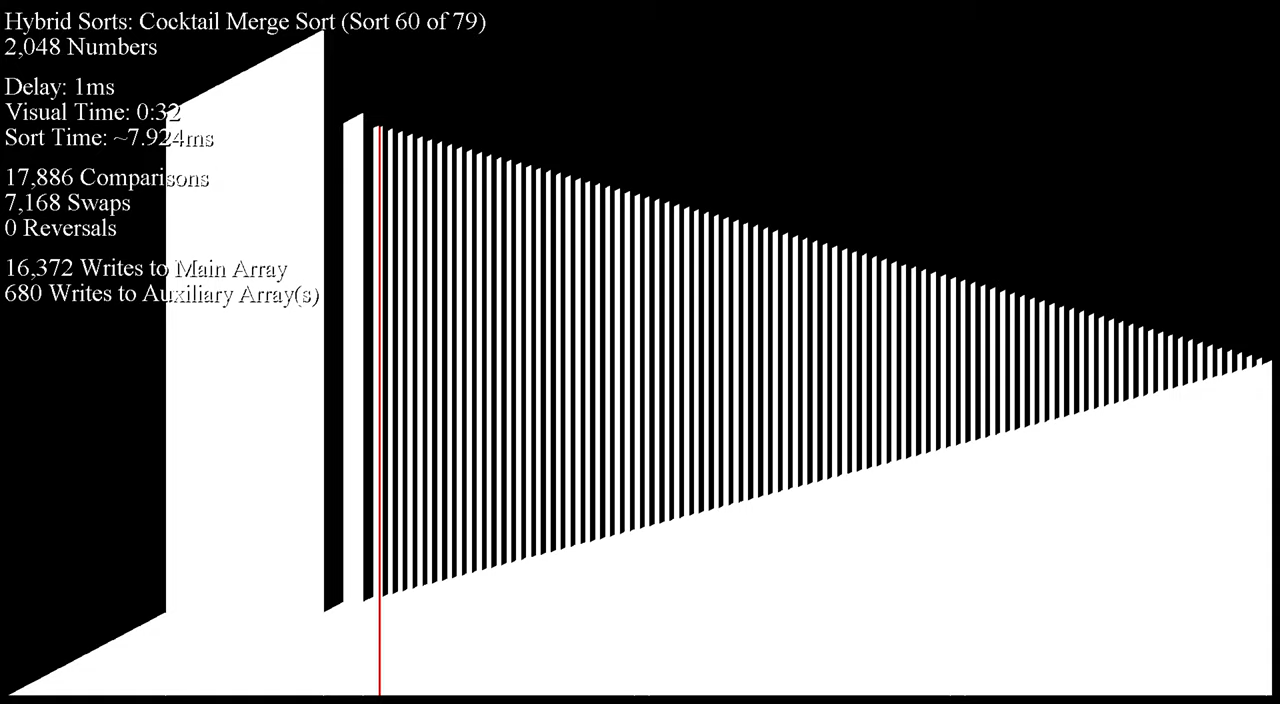 Hybrid Sorts: Cocktail Merge Sort (Sort 60 of 79)
2,048 Numbers
Delay: 1ms
Visual Time: 0:32
Sort Time: ~7.924ms
17,886 Comparisons
7,168 Swaps
0 Reversals
16,372 Writes to Main Array
680 Writes to Auxiliary Array(s)